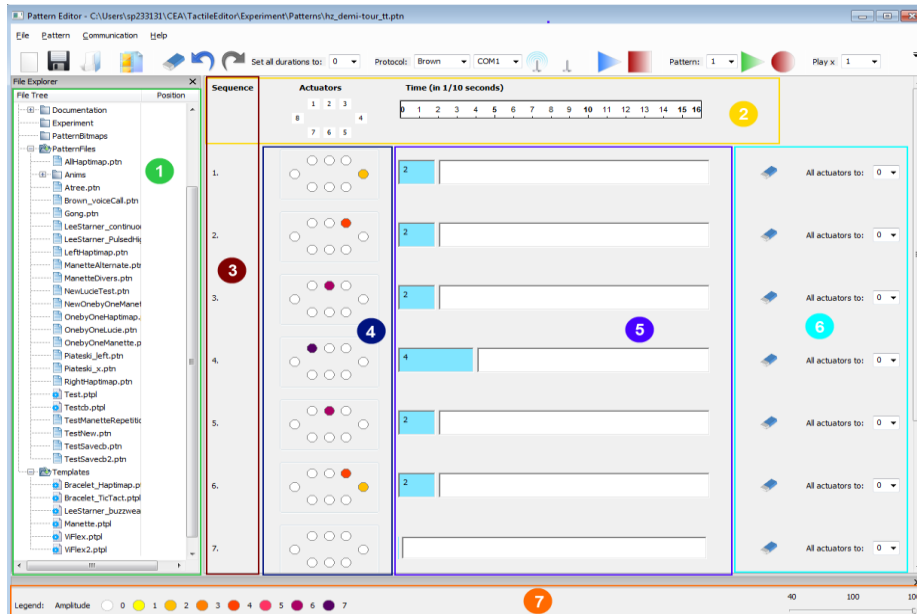 Pattern Editor - C:\Users\sp233131\CEA\TactileEditor\Experiment\Patterns\hz_demi-tour_tt.ptn
File Pattern Communication Help
Set all durations to: 0 Protocol: Brown COM1 Pattern: 1 Play x 1
File Explorer
File Tree Position
Documentation
Experiment
PatternBitmaps
PatternFiles
AllHaptimap.ptn
Anims
Atree.ptn
Brown_voiceCall.ptn
Gong.ptn
LeeStarner_continuou
LeeStarner_PulsedHig
LeftHaptimap.ptn
ManetteAlternate.ptn
ManetteDivers.ptn
NewLucieTest.ptn
NewOnebyOneManet
OnebyOneHaptimap.
OnebyOneLucie.ptn
OnebyOneManette.p
Piateski_left.ptn
Piateski_x.ptn
RightHaptimap.ptn
Test.ptpl
Testcb.ptpl
TestManetteRepetitio
TestNew.ptn
TestSavecb.ptn
TestSavecb2.ptn
Templates
Bracelet_Haptimap.p
Bracelet_TicTact.ptpl
LeeStarner_buzzwea
Manette.ptpl
ViFlex.ptpl
ViFlex2.ptpl
1
Sequence Actuators Time (in 1/10 seconds)
1 2 3
8 4
7 6 5
0 1 2 3 4 5 6 7 8 9 10 11 12 13 14 15 16
2
1. 2 All actuators to: 0
2. 2 All actuators to: 0
3
3. 2 All actuators to: 0
4 5 6
4. 4 All actuators to: 0
5. 2 All actuators to: 0
6. 2 All actuators to: 0
7. All actuators to: 0
Legend: Amplitude 0 1 2 3 4 5 6 7
7
40 100